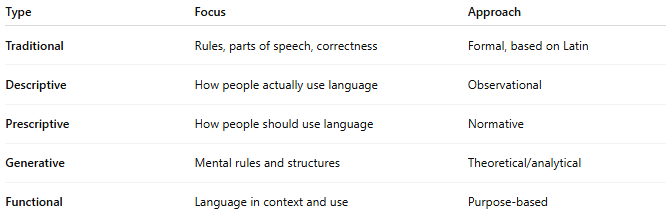 Type Focus Approach
Traditional Rules, parts of speech, correctness Formal, based on Latin
Descriptive How people actually use language Observational
Prescriptive How people should use language Normative
Generative Mental rules and structures Theoretical/analytical
Functional Language in context and use Purpose-based